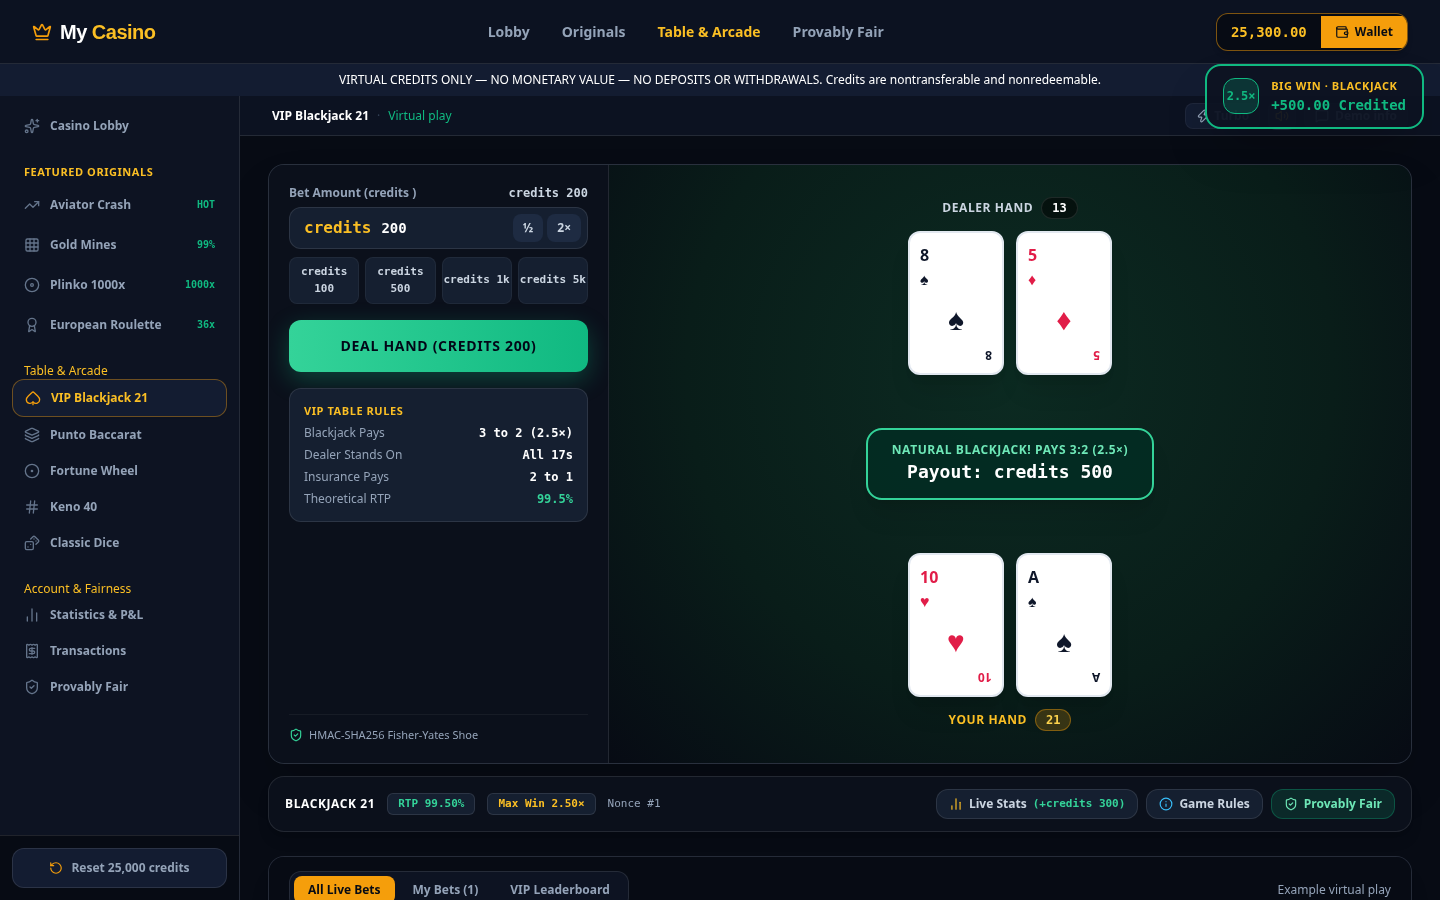 My Casino
Lobby
Originals
Table & Arcade
Provably Fair
25,300.00
Wallet
VIRTUAL CREDITS ONLY — NO MONETARY VALUE — NO DEPOSITS OR WITHDRAWALS. Credits are nontransferable and nonredeemable.
2.5×
BIG WIN · BLACKJACK
+500.00 Credited
Casino Lobby
FEATURED ORIGINALS
Aviator Crash HOT
Gold Mines 99%
Plinko 1000x 1000x
European Roulette 36x
Table & Arcade
VIP Blackjack 21
Punto Baccarat
Fortune Wheel
Keno 40
Classic Dice
Account & Fairness
Statistics & P&L
Transactions
Provably Fair
Reset 25,000 credits
VIP Blackjack 21 · Virtual play
Bet Amount (credits ) credits 200
credits 200 ½ 2×
credits 100
credits 500
credits 1k
credits 5k
DEAL HAND (CREDITS 200)
VIP TABLE RULES
Blackjack Pays 3 to 2 (2.5×)
Dealer Stands On All 17s
Insurance Pays 2 to 1
Theoretical RTP 99.5%
HMAC-SHA256 Fisher-Yates Shoe
DEALER HAND 13
8
♠
♠
8
5
♦
♦
5
NATURAL BLACKJACK! PAYS 3:2 (2.5×)
Payout: credits 500
10
♥
♥
10
A
♠
♠
A
YOUR HAND 21
BLACKJACK 21
RTP 99.50%
Max Win 2.50×
Nonce #1
Live Stats (+credits 300)
Game Rules
Provably Fair
All Live Bets
My Bets (1)
VIP Leaderboard
Example virtual play